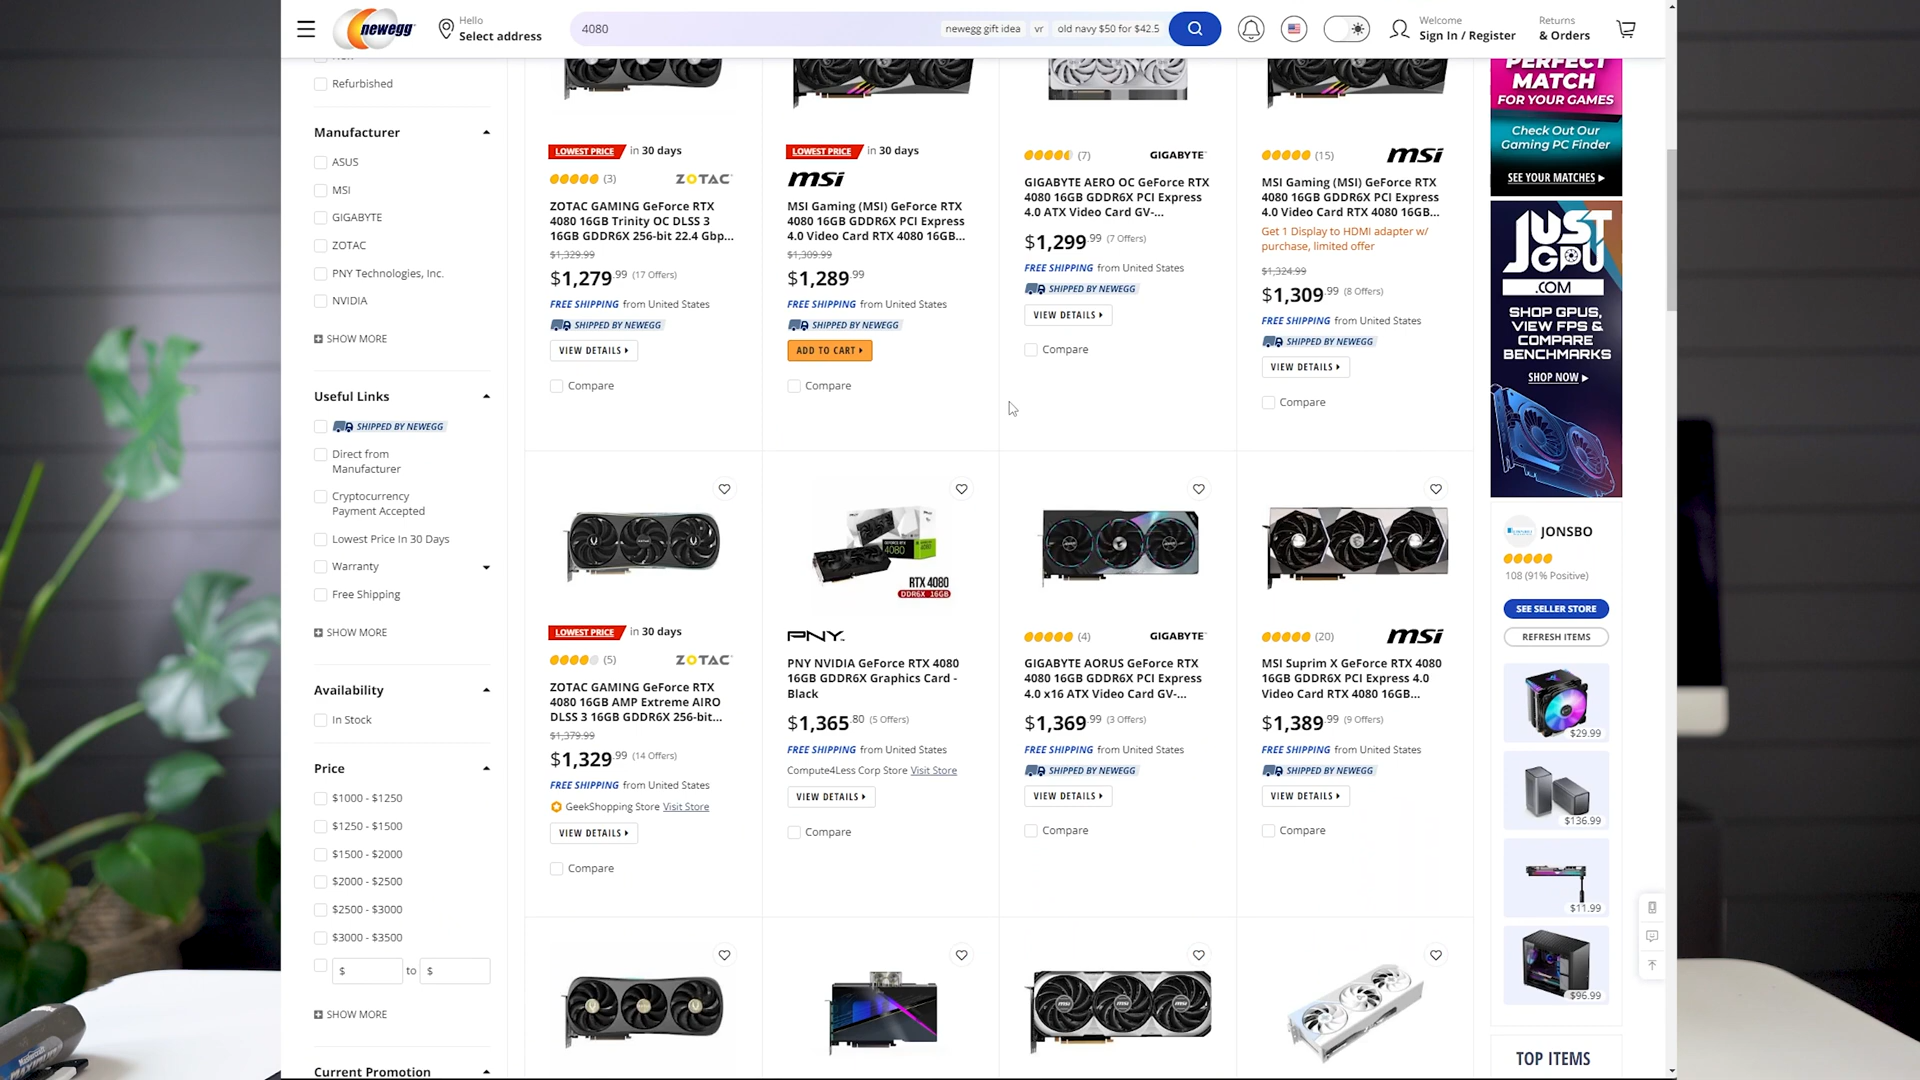 newegg
Hello
Select address
4080
newegg gift idea
vr
old navy $50 for $42.5
Welcome
Sign In / Register
Returns
& Orders
Refurbished
Manufacturer
ASUS
MSI
GIGABYTE
ZOTAC
PNY Technologies, Inc.
NVIDIA
SHOW MORE
Useful Links
SHIPPED BY NEWEGG
Direct from
Manufacturer
Cryptocurrency
Payment Accepted
Lowest Price In 30 Days
Warranty
Free Shipping
SHOW MORE
Availability
In Stock
Price
$1000 - $1250
$1250 - $1500
$1500 - $2000
$2000 - $2500
$2500 - $3000
$3000 - $3500
$ to $
SHOW MORE
Current Promotion
LOWEST PRICE in 30 days
(3) ZOTAC
ZOTAC GAMING GeForce RTX
4080 16GB Trinity OC DLSS 3
16GB GDDR6X 256-bit 22.4 Gbp...
$1,329.99
$1,279.99 (17 Offers)
FREE SHIPPING from United States
SHIPPED BY NEWEGG
VIEW DETAILS
Compare
LOWEST PRICE in 30 days
msi
MSI Gaming (MSI) GeForce RTX
4080 16GB GDDR6X PCI Express
4.0 Video Card RTX 4080 16GB...
$1,309.99
$1,289.99
FREE SHIPPING from United States
SHIPPED BY NEWEGG
ADD TO CART
Compare
(7) GIGABYTE
GIGABYTE AERO OC GeForce RTX
4080 16GB GDDR6X PCI Express
4.0 ATX Video Card GV-...
$1,299.99 (7 Offers)
FREE SHIPPING from United States
SHIPPED BY NEWEGG
VIEW DETAILS
Compare
(15) msi
MSI Gaming (MSI) GeForce RTX
4080 16GB GDDR6X PCI Express
4.0 Video Card RTX 4080 16GB...
Get 1 Display to HDMI adapter w/
purchase, limited offer
$1,324.99
$1,309.99 (8 Offers)
FREE SHIPPING from United States
SHIPPED BY NEWEGG
VIEW DETAILS
Compare
LOWEST PRICE in 30 days
(5) ZOTAC
ZOTAC GAMING GeForce RTX
4080 16GB AMP Extreme AIRO
DLSS 3 16GB GDDR6X 256-bit...
$1,379.99
$1,329.99 (14 Offers)
FREE SHIPPING from United States
GeekShopping Store Visit Store
VIEW DETAILS
Compare
RTX 4080
GDDR6X 16GB
PNY
PNY NVIDIA GeForce RTX 4080
16GB GDDR6X Graphics Card -
Black
$1,365.80 (5 Offers)
FREE SHIPPING from United States
Compute4Less Corp Store Visit Store
VIEW DETAILS
Compare
(4) GIGABYTE
GIGABYTE AORUS GeForce RTX
4080 16GB GDDR6X PCI Express
4.0 x16 ATX Video Card GV-...
$1,369.99 (3 Offers)
FREE SHIPPING from United States
SHIPPED BY NEWEGG
VIEW DETAILS
Compare
(20) msi
MSI Suprim X GeForce RTX 4080
16GB GDDR6X PCI Express 4.0
Video Card RTX 4080 16GB...
$1,389.99 (9 Offers)
FREE SHIPPING from United States
SHIPPED BY NEWEGG
VIEW DETAILS
Compare
PERFECT
MATCH
FOR YOUR GAMES
Check Out Our
Gaming PC Finder
SEE YOUR MATCHES
JUST
GPU
.COM
SHOP GPUS,
VIEW FPS &
COMPARE
BENCHMARKS
SHOP NOW
JONSBO
108 (91% Positive)
SEE SELLER STORE
REFRESH ITEMS
$29.99
$136.99
$11.99
$96.99
TOP ITEMS